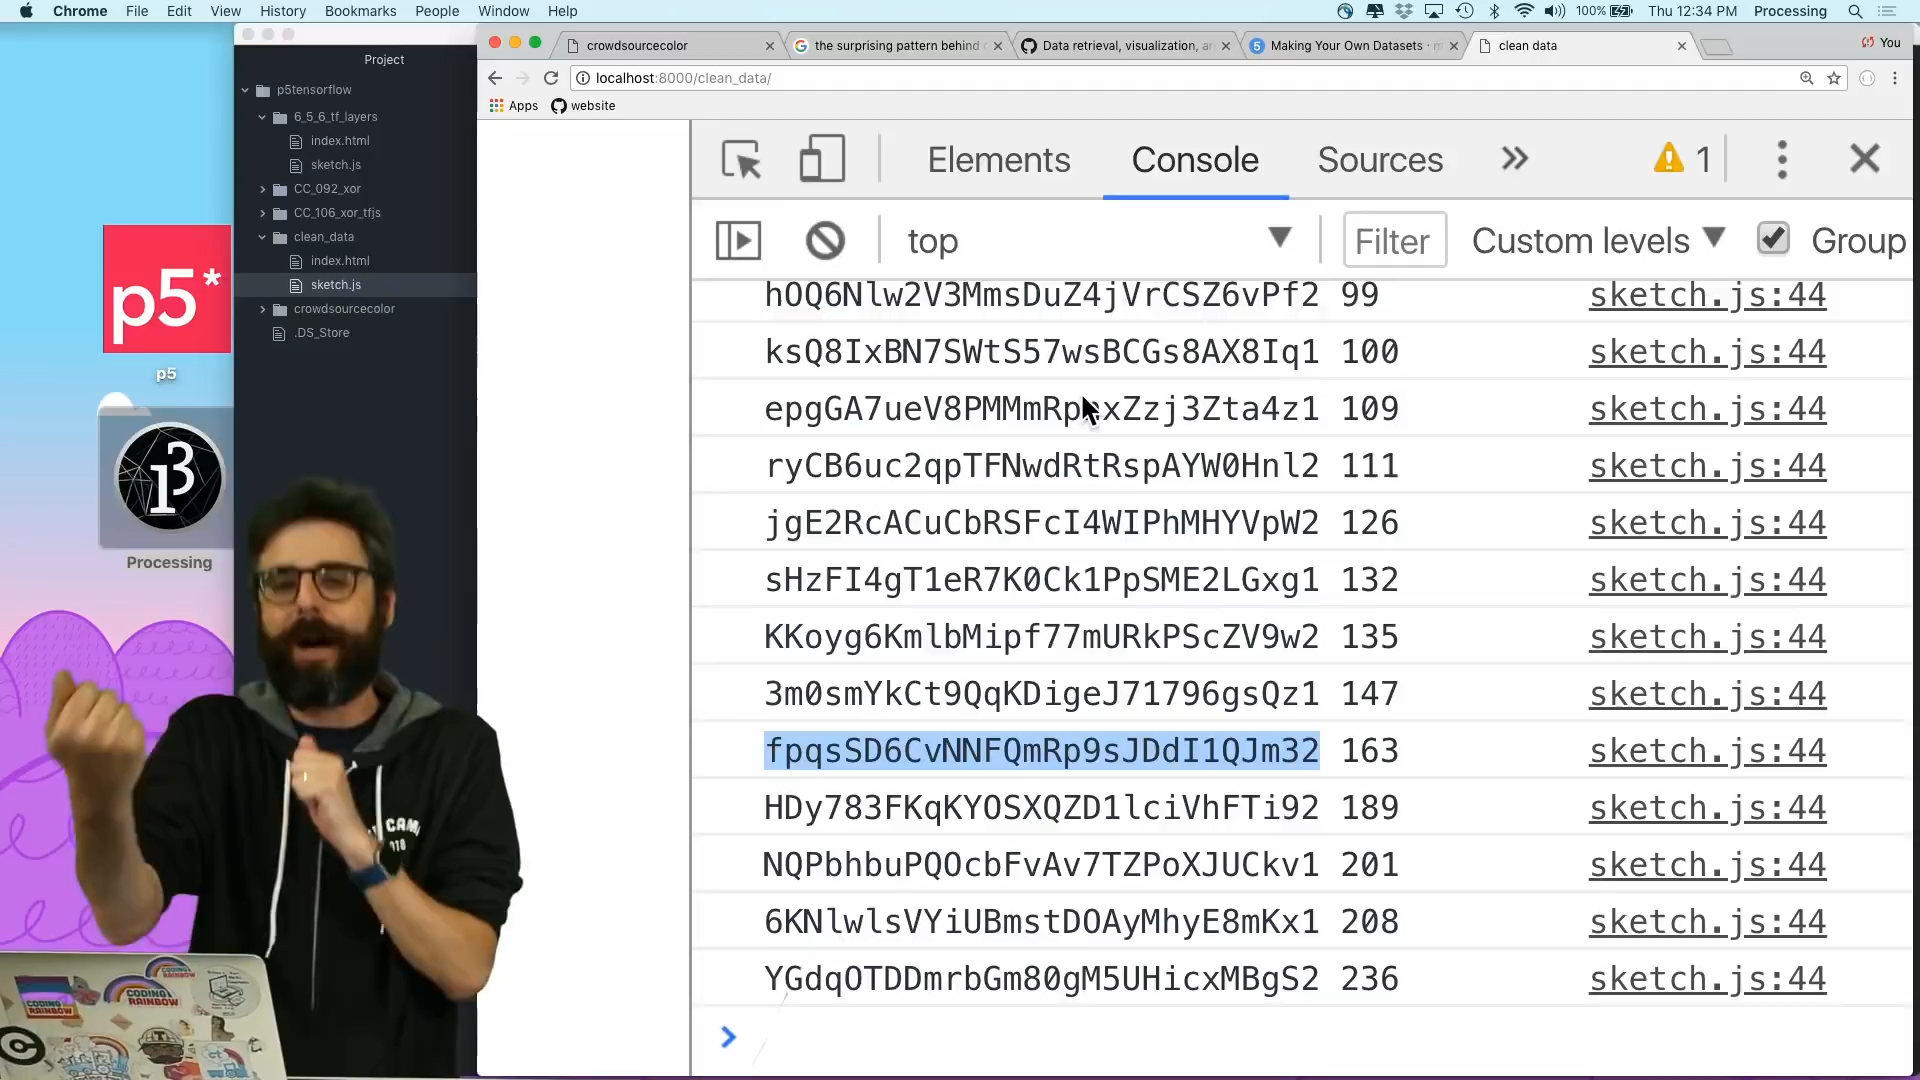 Chrome File Edit View History Bookmarks People Window Help 100% Thu 12:34 PM Processing
Project
p5tensorflow
6_5_6_tf_layers
index.html
sketch.js
CC_092_xor
CC_106_xor_tfjs
clean_data
index.html
sketch.js
crowdsourcecolor
.DS_Store
p5*
p5
Processing
crowdsourcecolor the surprising pattern behind Data retrieval, visualization, Making Your Own Datasets clean data You
localhost:8000/clean_data/
Apps website
Elements Console Sources 1
top Filter Custom levels Group
hOQ6Nlw2V3MmsDuZ4jVrCSZ6vPf2 99 sketch.js:44
ksQ8IxBN7SWtS57wsBCGs8AX8Iq1 100 sketch.js:44
109 sketch.js:44
ryCB6uc2qpTFNwdRtRspAYW0Hnl2 111 sketch.js:44
jgE2RcACuCbRSFcI4WIPhMHYVpW2 126 sketch.js:44
sHzFI4gT1eR7K0Ck1PpSME2LGxg1 132 sketch.js:44
KKoyg6KmlbMipf77mURkPScZV9w2 135 sketch.js:44
3m0smYkCt9QqKDigeJ71796gsQz1 147 sketch.js:44
fpqsSD6CvNNFQmRp9sJDdI1QJm32 163 sketch.js:44
HDy783FKqKYOSXQZD1lciVhFTi92 189 sketch.js:44
NQPbhbuPQOcbFvAv7TZPoXJUCkv1 201 sketch.js:44
6KNlwlsVYiUBmstDOAyMhyE8mKx1 208 sketch.js:44
YGdqOTDDmrbGm80gM5UHicxMBgS2 236 sketch.js:44
CODING
RAINBOW
CODING
RAINBOW